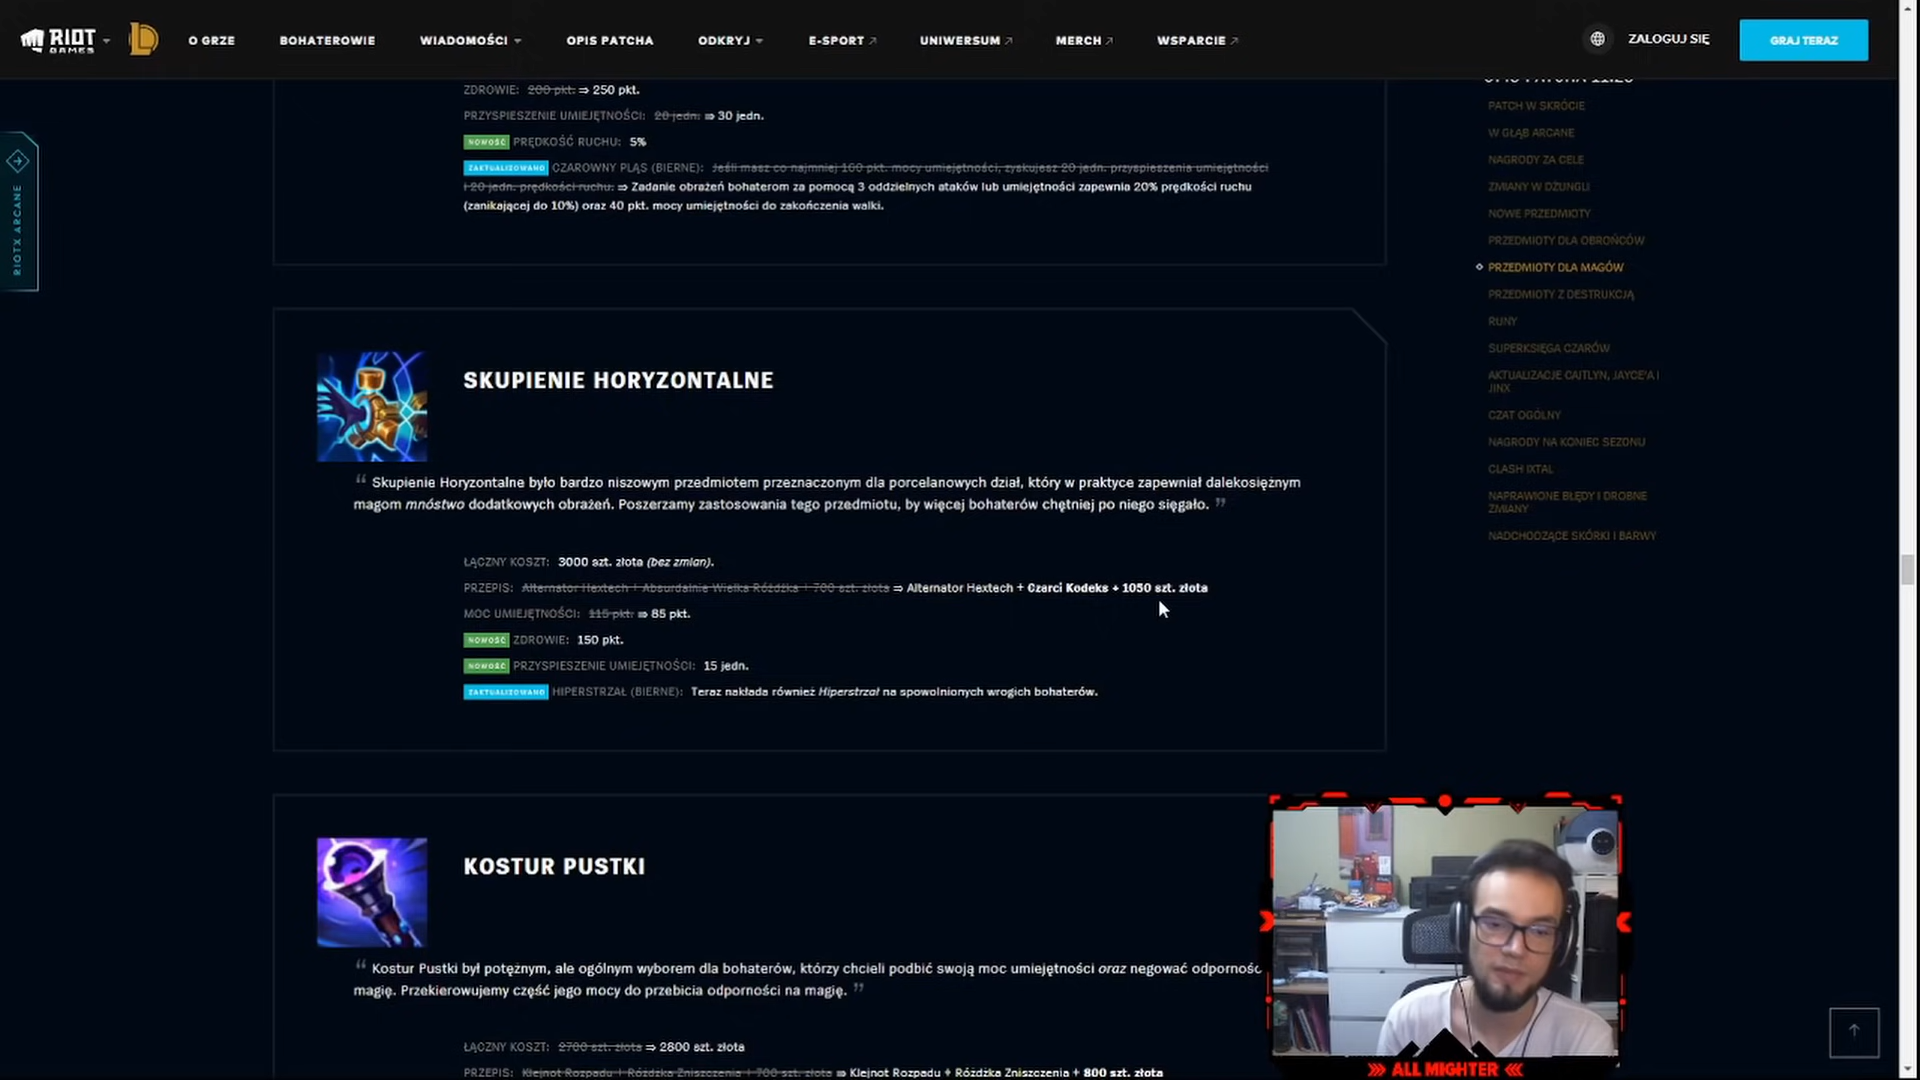 RIOT GAMES
O GRZE
BOHATEROWIE
WIADOMOŚCI
OPIS PATCHA
ODKRYJ
E-SPORT
UNIWERSUM
MERCH
WSPARCIE
ZALOGUJ SIĘ
GRAJ TERAZ
RIOTX ARCANE
ZDROWIE: 200 pkt. ⇒ 250 pkt.
PRZYSPIESZENIE UMIEJĘTNOŚCI: 20 jedn. ⇒ 30 jedn.
NOWOŚĆ PRĘDKOŚĆ RUCHU: 5%
ZAKTUALIZOWANO CZAROWNY PLĄS (BIERNE): Jeśli masz co najmniej 160 pkt. mocy umiejętności, zyskujesz 20 jedn. przyspieszenia umiejętności
i 20 jedn. prędkości ruchu. ⇒ Zadanie obrażeń bohaterom za pomocą 3 oddzielnych ataków lub umiejętności zapewnia 20% prędkości ruchu
(zanikającej do 10%) oraz 40 pkt. mocy umiejętności do zakończenia walki.
SKUPIENIE HORYZONTALNE
“ Skupienie Horyzontalne było bardzo niszowym przedmiotem przeznaczonym dla porcelanowych dział, który w praktyce zapewniał dalekosiężnym
magom mnóstwo dodatkowych obrażeń. Poszerzamy zastosowania tego przedmiotu, by więcej bohaterów chętniej po niego sięgało. ”
ŁĄCZNY KOSZT: 3000 szt. złota (bez zmian).
PRZEPIS: Alternator Hextech + Absurdalnie Wielka Różdżka + 700 szt. złota ⇒ Alternator Hextech + Czarci Kodeks + 1050 szt. złota
MOC UMIEJĘTNOŚCI: 115 pkt. ⇒ 85 pkt.
NOWOŚĆ ZDROWIE: 150 pkt.
NOWOŚĆ PRZYSPIESZENIE UMIEJĘTNOŚCI: 15 jedn.
ZAKTUALIZOWANO HIPERSTRZAŁ (BIERNE): Teraz nakłada również Hiperstrzał na spowolnionych wrogich bohaterów.
KOSTUR PUSTKI
“ Kostur Pustki był potężnym, ale ogólnym wyborem dla bohaterów, którzy chcieli podbić swoją moc umiejętności oraz negować
magię. Przekierowujemy część jego mocy do przebicia odporności na magię. ”
ŁĄCZNY KOSZT: 2700 szt. złota ⇒ 2800 szt. złota
PRZEPIS: Klejnot Rozpadu + Różdżka Zniszczenia + 700 szt. złota ⇒ Klejnot Rozpadu + Różdżka Zniszczenia + 800 szt. złota
PATCH W SKRÓCIE
W GŁĄB ARCANE
NAGRODY ZA CELE
ZMIANY W DŻUNGLI
NOWE PRZEDMIOTY
PRZEDMIOTY DLA OBROŃCÓW
PRZEDMIOTY DLA MAGÓW
PRZEDMIOTY Z DESTRUKCJĄ
RUNY
SUPERKSIĘGA CZARÓW
AKTUALIZACJE CAITLYN, JAYCE'A I
JINX
CZAT OGÓLNY
NAGRODY NA KONIEC SEZONU
CLASH IXTAL
NAPRAWIONE BŁĘDY I DROBNE
ZMIANY
NADCHODZĄCE SKÓRKI I BARWY
ALL MIGHTER